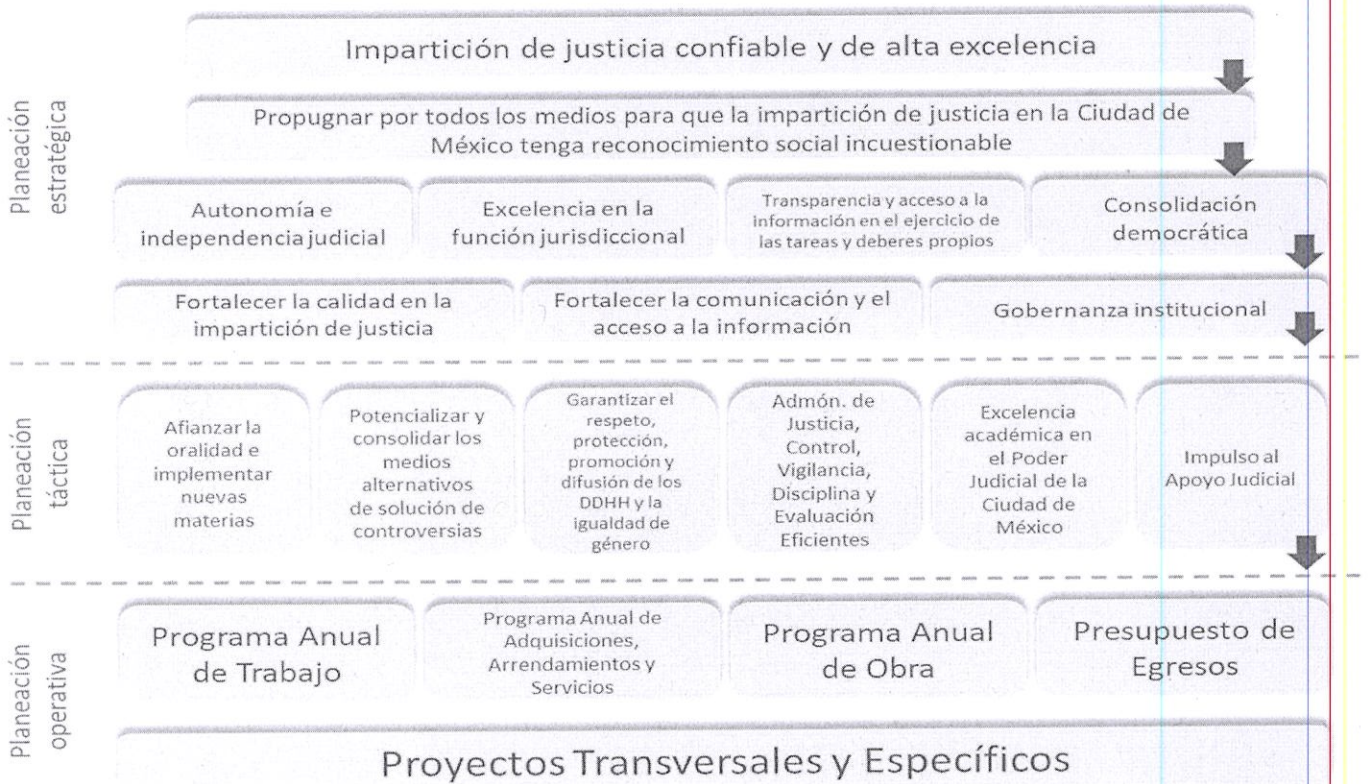 Planeación
estratégica
Impartición de justicia confiable y de alta excelencia
Propugnar por todos los medios para que la impartición de justicia en la Ciudad de
México tenga reconocimiento social incuestionable
Autonomía e
independencia judicial
Excelencia en la
función jurisdiccional
Transparencia y acceso a la
información en el ejercicio de
las tareas y deberes propios
Consolidación
democrática
Fortalecer la calidad en la
impartición de justicia
Fortalecer la comunicación y el
acceso a la información
Gobernanza institucional
Planeación
táctica
Afianzar la
oralidad e
implementar
nuevas
materias
Potencializar y
consolidar los
medios
alternativos
de solución de
controversias
Garantizar el
respeto,
protección,
promoción y
difusión de los
DDHH y la
igualdad de
género
Admón. de
Justicia,
Control,
Vigilancia,
Disciplina y
Evaluación
Eficientes
Excelencia
académica en
el Poder
Judicial de la
Ciudad de
México
Impulso al
Apoyo Judicial
Planeación
operativa
Programa Anual
de Trabajo
Programa Anual de
Adquisiciones,
Arrendamientos y
Servicios
Programa Anual
de Obra
Presupuesto de
Egresos
Proyectos Transversales y Específicos